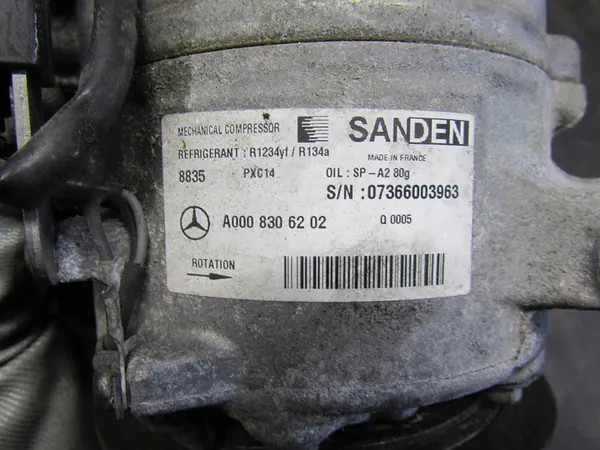 MECHANICAL COMPRESSOR SANDEN
REFRIGERANT : R1234yf / R134a MADE IN FRANCE
8835 PXC14 OIL : SP - A2 80g
S/N : 07366003963
A000 830 62 02 Q 0005
ROTATION